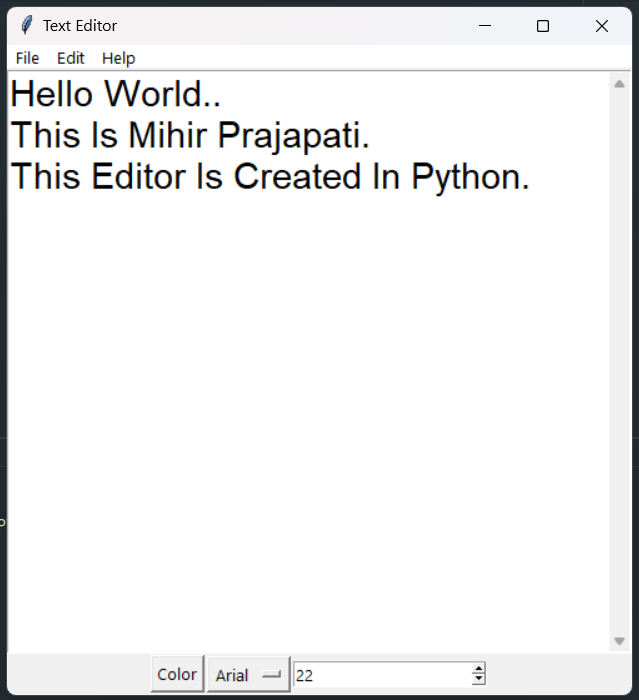 Text Editor
File Edit Help
Hello World..
This Is Mihir Prajapati.
This Editor Is Created In Python.
Color Arial 22